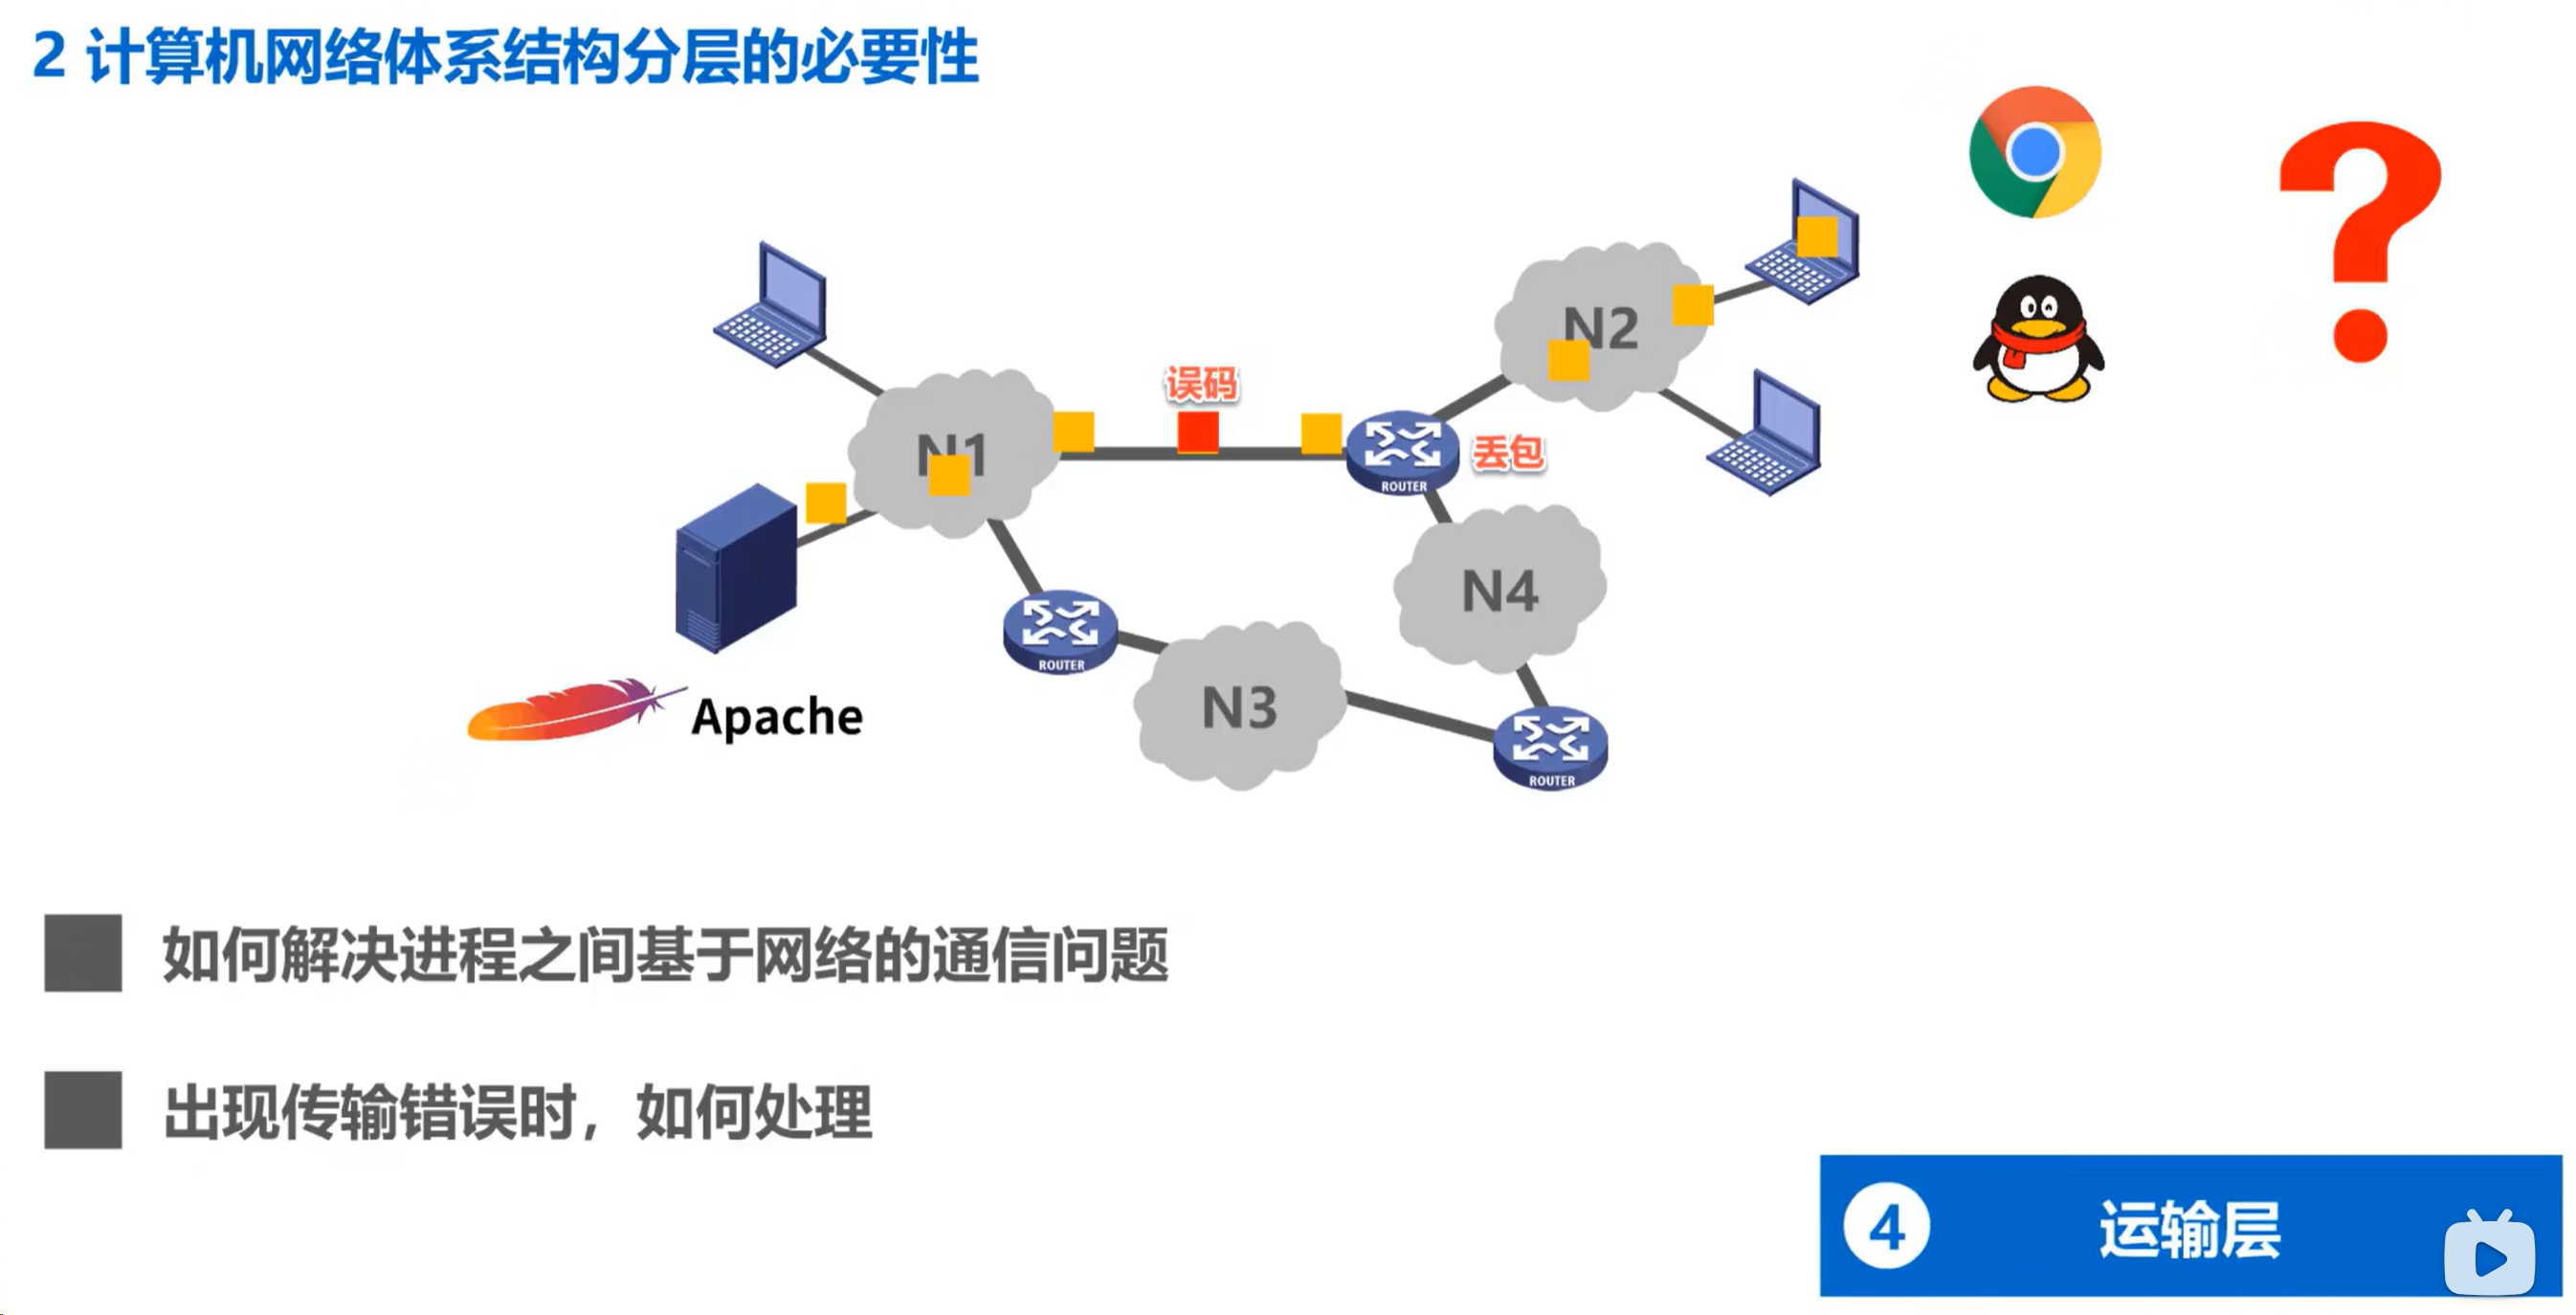 2 计算机网络体系结构分层的必要性
误码
N2
N1
丢包
ROUTER
N4
ROUTER
N3
Apache
ROUTER
如何解决进程之间基于网络的通信问题
出现传输错误时，如何处理
4 运输层